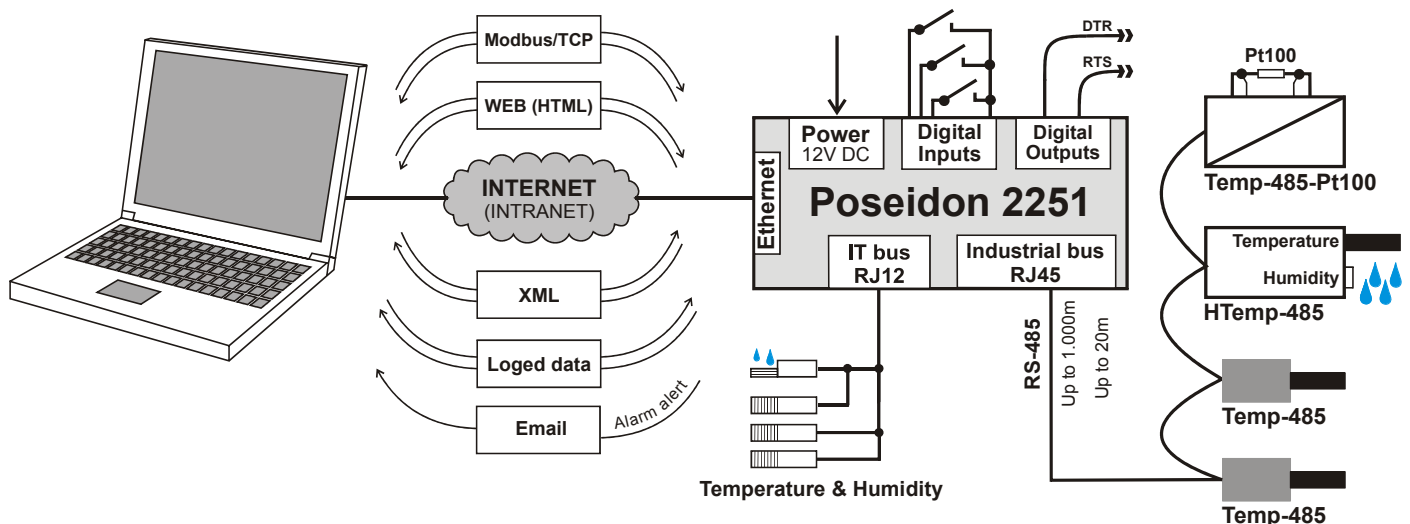 Modbus/TCP
WEB (HTML)
INTERNET
(INTRANET)
XML
Loged data
Email
Alarm alert
DTR
RTS
Power
12V DC
Digital
Inputs
Digital
Outputs
Ethernet
Poseidon 2251
IT bus
RJ12
Industrial bus
RJ45
RS-485
Up to 1.000m
Up to 20m
Temperature & Humidity
Pt100
Temp-485-Pt100
Temperature
Humidity
HTemp-485
Temp-485
Temp-485